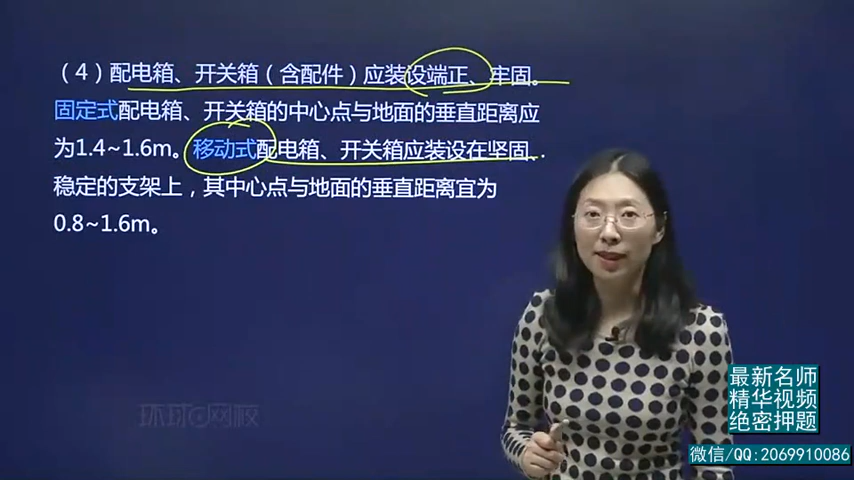 （4）配电箱、开关箱（含配件）应装设端正、牢固。
固定式配电箱、开关箱的中心点与地面的垂直距离应
为1.4~1.6m。移动式配电箱、开关箱应装设在坚固、
稳定的支架上，其中心点与地面的垂直距离宜为
0.8~1.6m。
环球网校
最新名师
精华视频
绝密押题
微信/QQ:2069910086